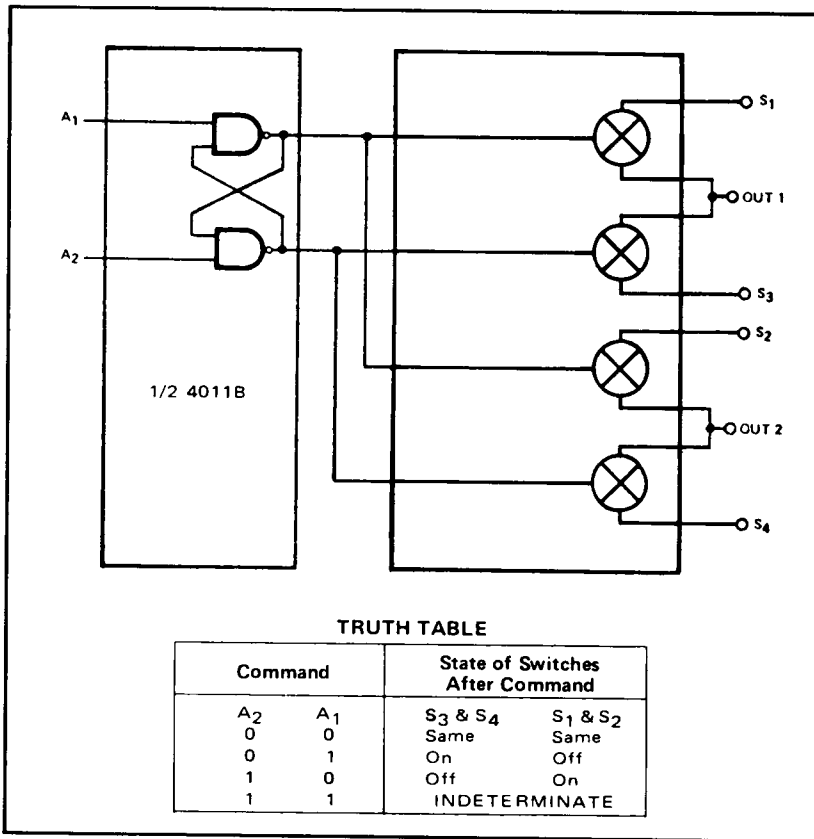 A1
S1
OUT 1
A2
S3
S2
1/2 4011B
OUT 2
S4
TRUTH TABLE
Command State of Switches After Command
A2 A1 S3 & S4 S1 & S2
0 0 Same Same
0 1 On Off
1 0 Off On
1 1 INDETERMINATE